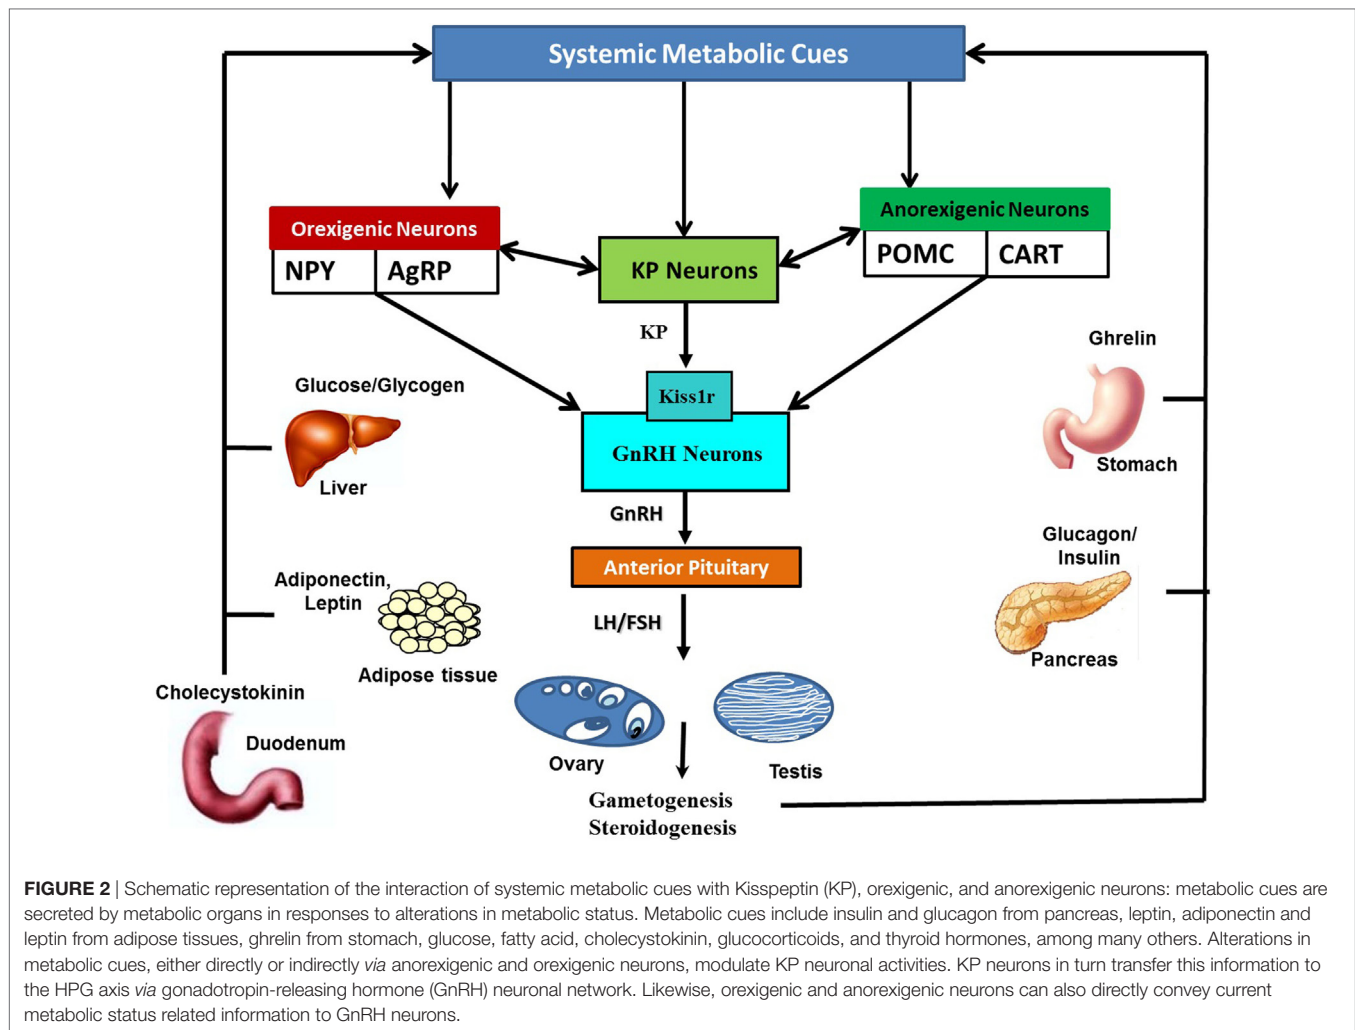 Systemic Metabolic Cues
Orexigenic Neurons
NPY
AgRP
KP Neurons
Anorexigenic Neurons
POMC
CART
KP
Kiss1r
GnRH Neurons
GnRH
Anterior Pituitary
LH/FSH
Ovary
Testis
Gametogenesis
Steroidogenesis
Glucose/Glycogen
Liver
Adiponectin,
Leptin
Adipose tissue
Cholecystokinin
Duodenum
Ghrelin
Stomach
Glucagon/
Insulin
Pancreas
FIGURE 2 | Schematic representation of the interaction of systemic metabolic cues with Kisspeptin (KP), orexigenic, and anorexigenic neurons: metabolic cues are
secreted by metabolic organs in responses to alterations in metabolic status. Metabolic cues include insulin and glucagon from pancreas, leptin, adiponectin and
leptin from adipose tissues, ghrelin from stomach, glucose, fatty acid, cholecystokinin, glucocorticoids, and thyroid hormones, among many others. Alterations in
metabolic cues, either directly or indirectly via anorexigenic and orexigenic neurons, modulate KP neuronal activities. KP neurons in turn transfer this information to
the HPG axis via gonadotropin-releasing hormone (GnRH) neuronal network. Likewise, orexigenic and anorexigenic neurons can also directly convey current
metabolic status related information to GnRH neurons.